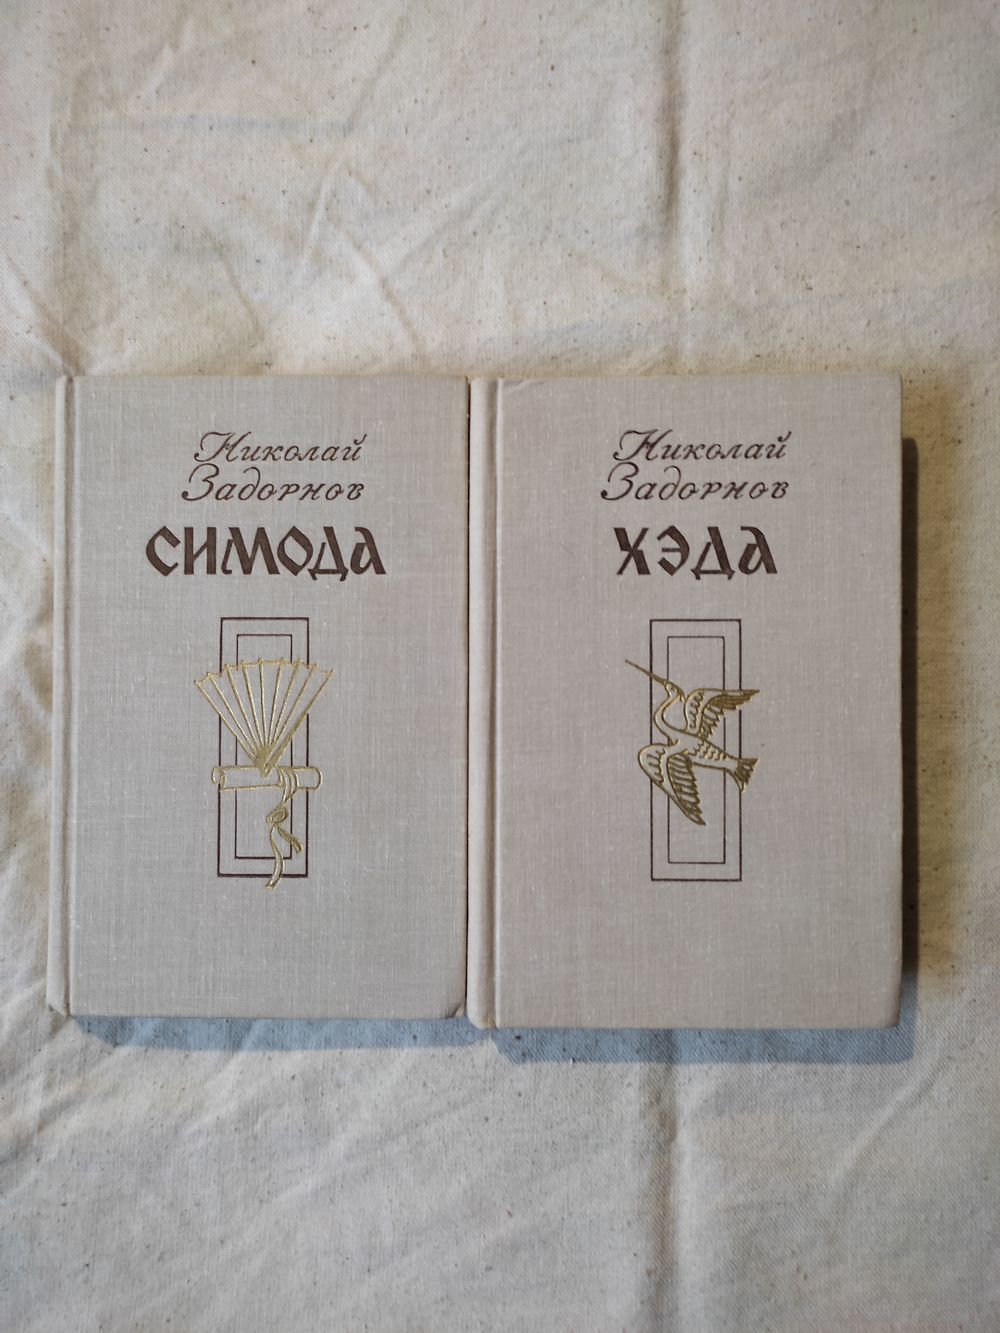 Николай
Задорнов
СИМОДА
Николай
Задорнов
ХЭДА